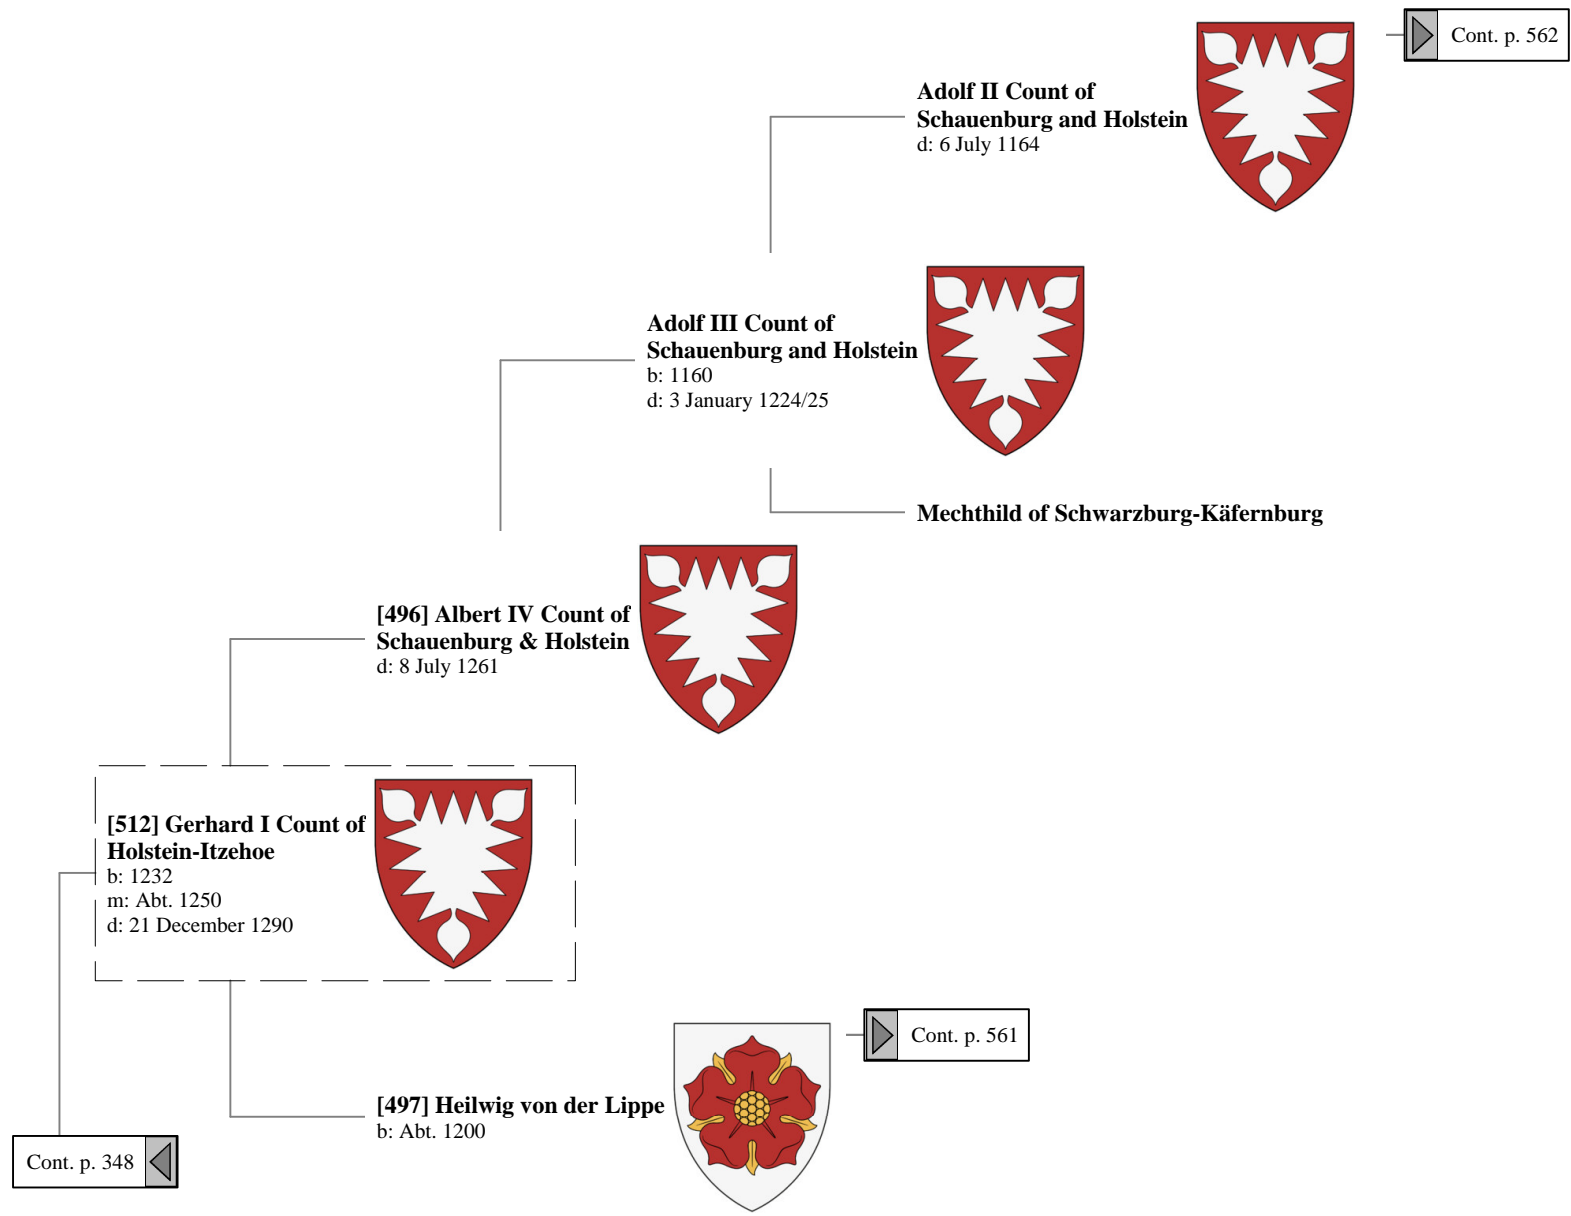 Cont. p. 562
Adolf II Count of
Schauenburg and Holstein
d: 6 July 1164
Adolf III Count of
Schauenburg and Holstein
b: 1160
d: 3 January 1224/25
Mechthild of Schwarzburg-Käfernburg
[496] Albert IV Count of
Schauenburg & Holstein
d: 8 July 1261
[512] Gerhard I Count of
Holstein-Itzehoe
b: 1232
m: Abt. 1250
d: 21 December 1290
Cont. p. 561
[497] Heilwig von der Lippe
b: Abt. 1200
Cont. p. 348